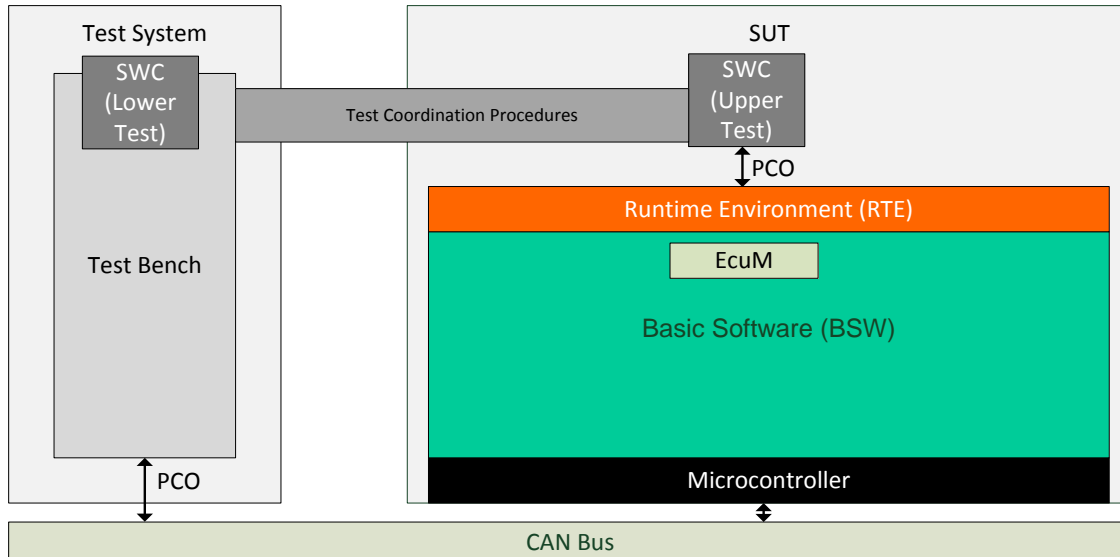 Test System
SWC
(Lower
Test)
Test Bench
PCO
Test Coordination Procedures
SUT
SWC
(Upper
Test)
PCO
Runtime Environment (RTE)
EcuM
Basic Software (BSW)
Microcontroller
CAN Bus